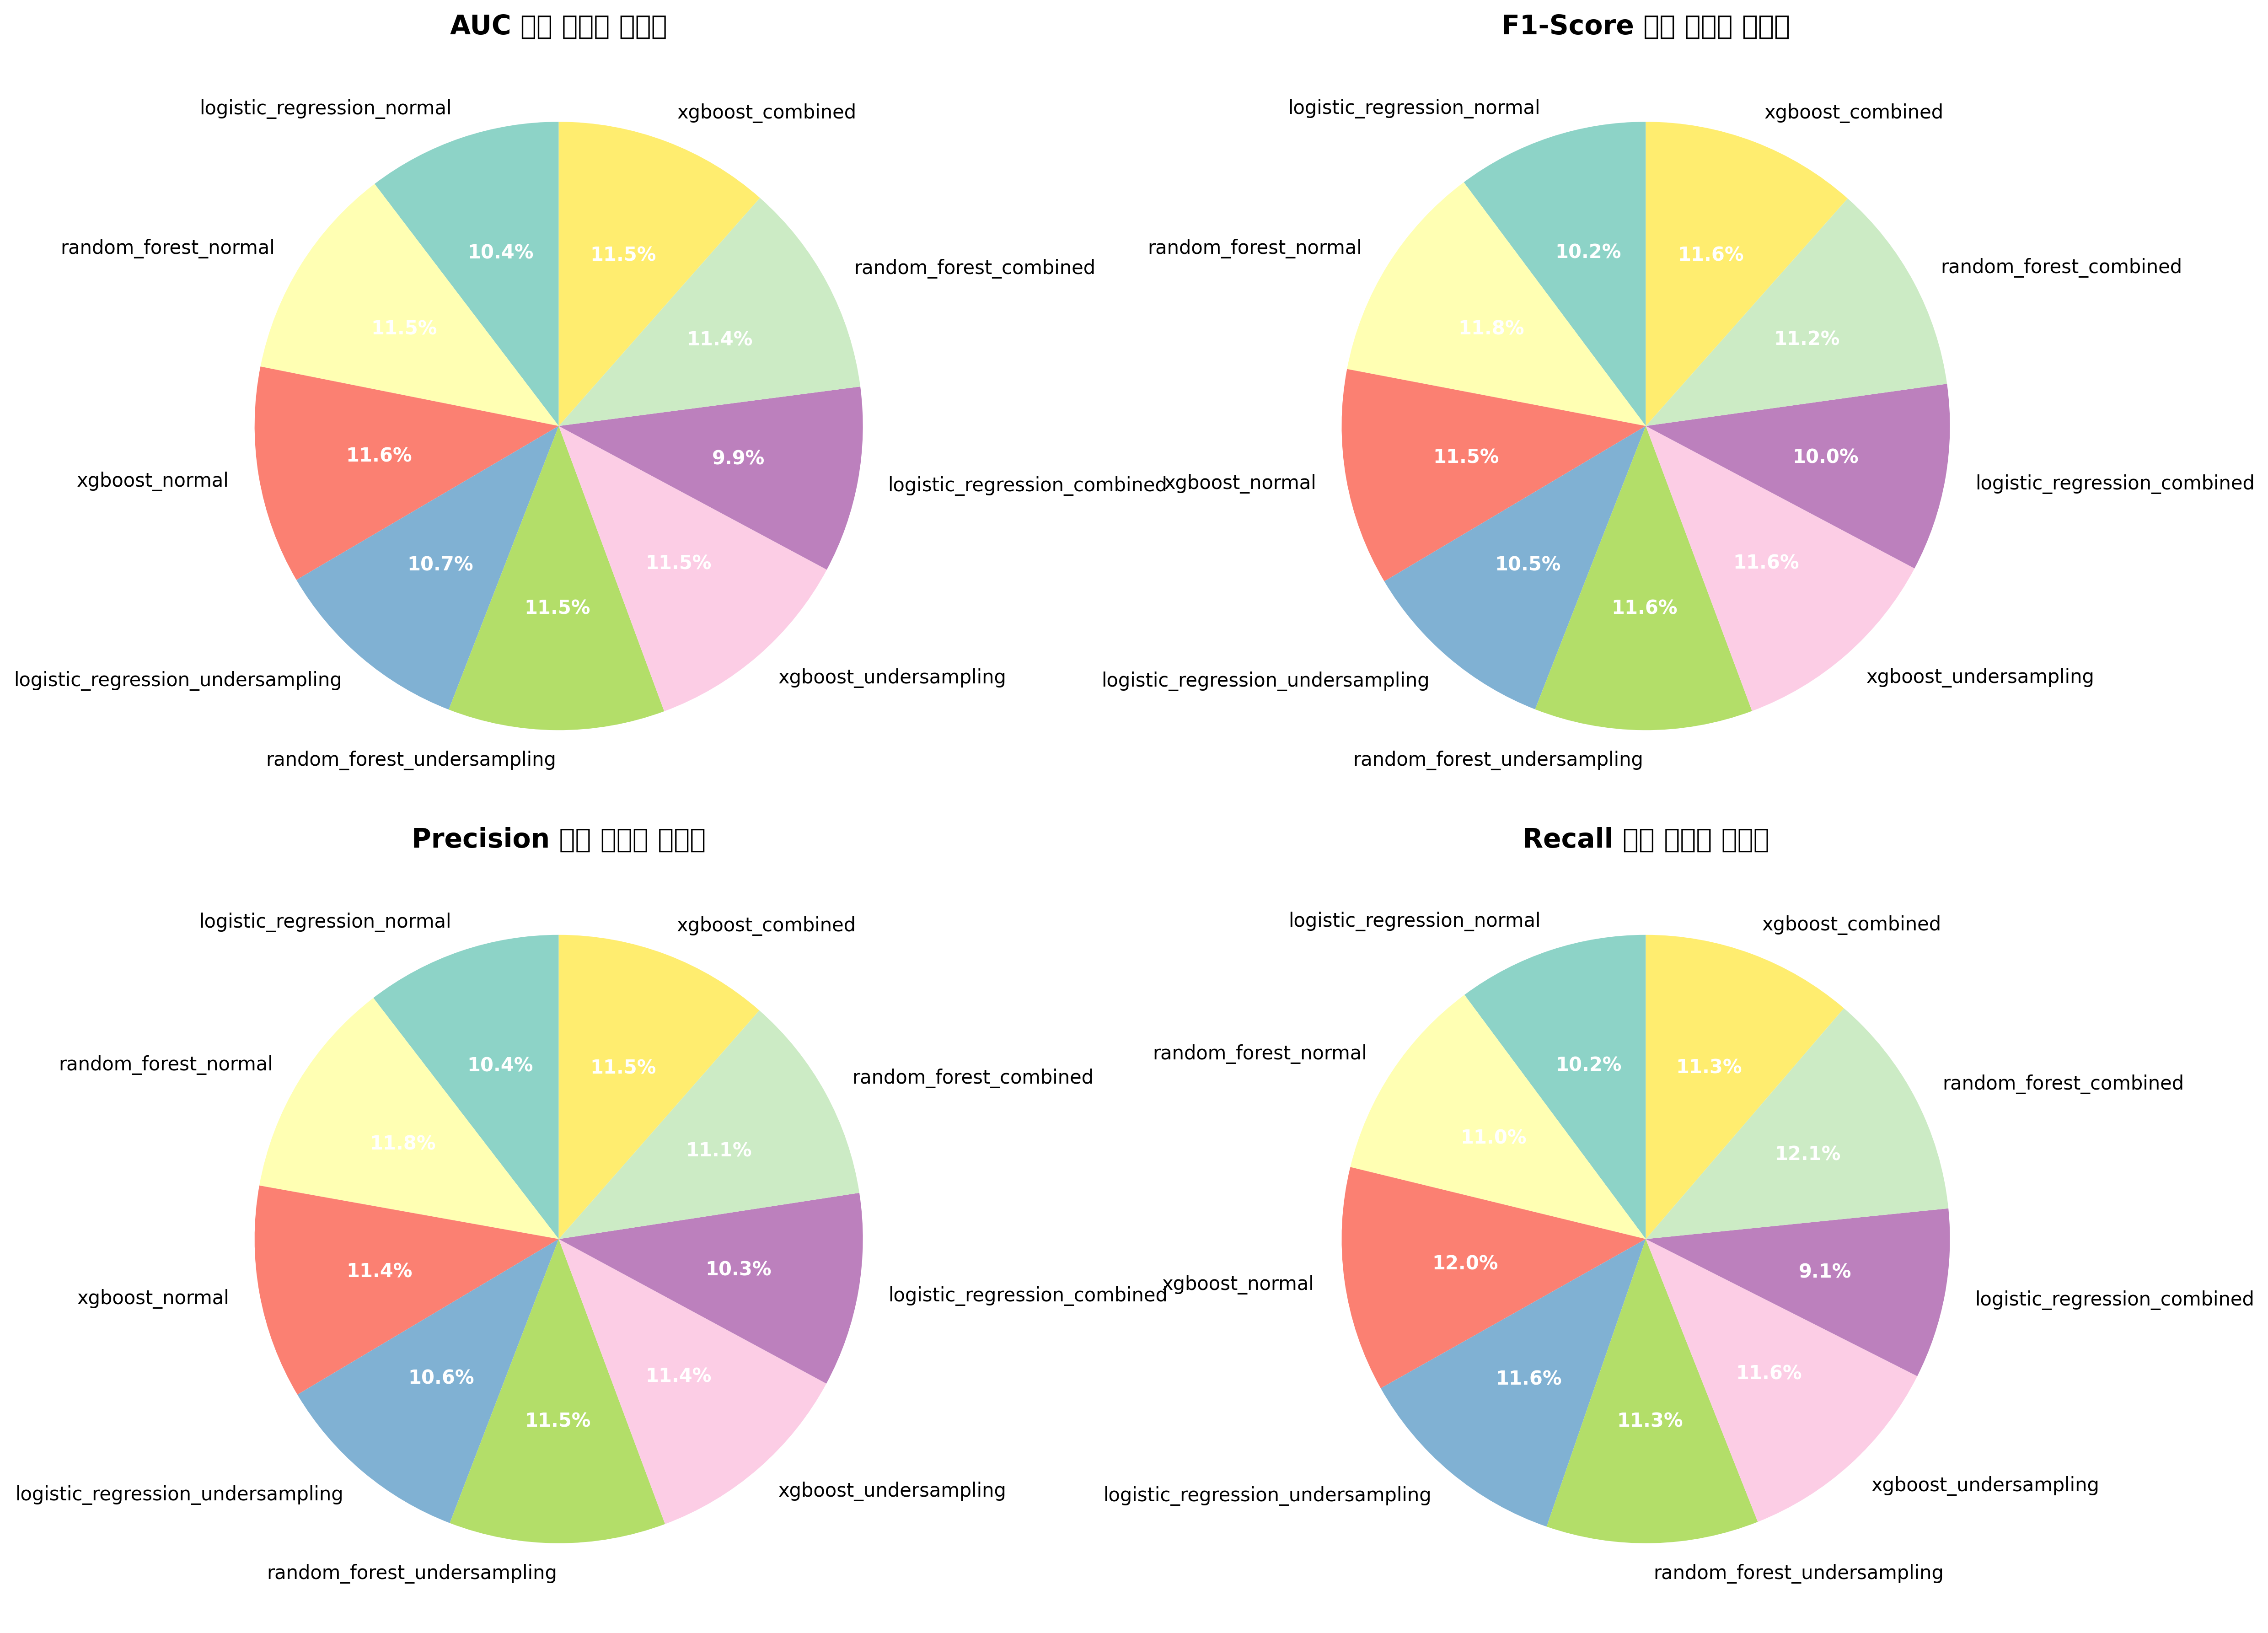 AUC
logistic_regression_normal
xgboost_combined
random_forest_normal
random_forest_combined
xgboost_normal
logistic_regression_combined
logistic_regression_undersampling
xgboost_undersampling
random_forest_undersampling
10.4%
11.5%
11.5%
11.4%
11.6%
9.9%
10.7%
11.5%
11.5%
F1-Score
logistic_regression_normal
xgboost_combined
random_forest_normal
random_forest_combined
xgboost_normal
logistic_regression_combined
logistic_regression_undersampling
xgboost_undersampling
random_forest_undersampling
10.2%
11.6%
11.8%
11.2%
11.5%
10.0%
10.5%
11.6%
11.6%
Precision
logistic_regression_normal
xgboost_combined
random_forest_normal
random_forest_combined
xgboost_normal
logistic_regression_combined
logistic_regression_undersampling
xgboost_undersampling
random_forest_undersampling
10.4%
11.5%
11.8%
11.1%
11.4%
10.3%
10.6%
11.4%
11.5%
Recall
logistic_regression_normal
xgboost_combined
random_forest_normal
random_forest_combined
xgboost_normal
logistic_regression_combined
logistic_regression_undersampling
xgboost_undersampling
random_forest_undersampling
10.2%
11.3%
11.0%
12.1%
12.0%
9.1%
11.6%
11.6%
11.3%